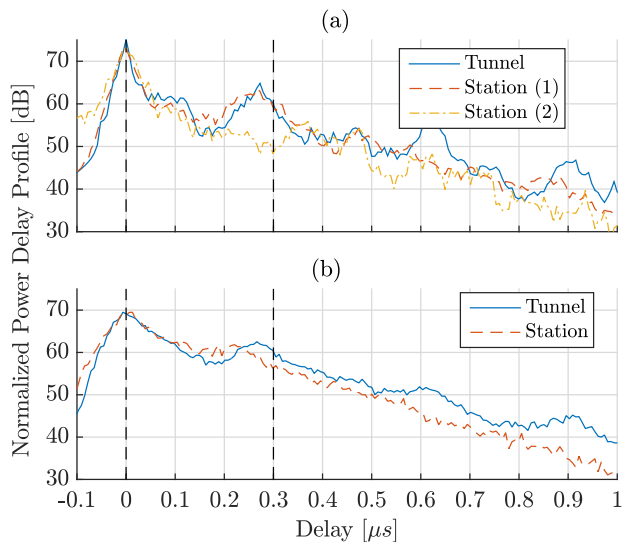 (a)
70
60
50
40
30
Tunnel
Station (1)
Station (2)
Normalized Power Delay Profile [dB]
(b)
70
60
50
40
30
Tunnel
Station
-0.1 0 0.1 0.2 0.3 0.4 0.5 0.6 0.7 0.8 0.9 1
Delay [μs]